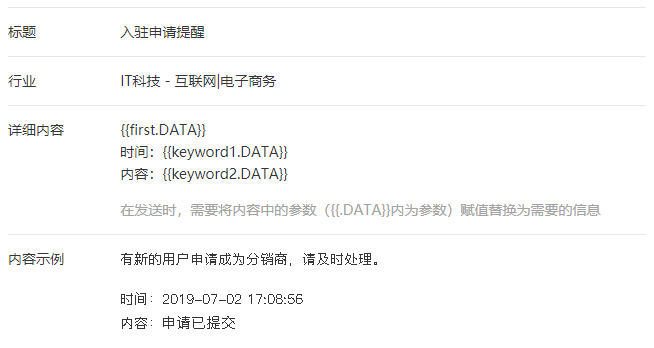 标题 入驻申请提醒
行业 IT科技 - 互联网|电子商务
详细内容 {{first.DATA}}
时间：{{keyword1.DATA}}
内容：{{keyword2.DATA}}
在发送时，需要将内容中的参数（{{.DATA}}内为参数）赋值替换为需要的信息
内容示例 有新的用户申请成为分销商，请及时处理。
时间：2019-07-02 17:08:56
内容：申请已提交